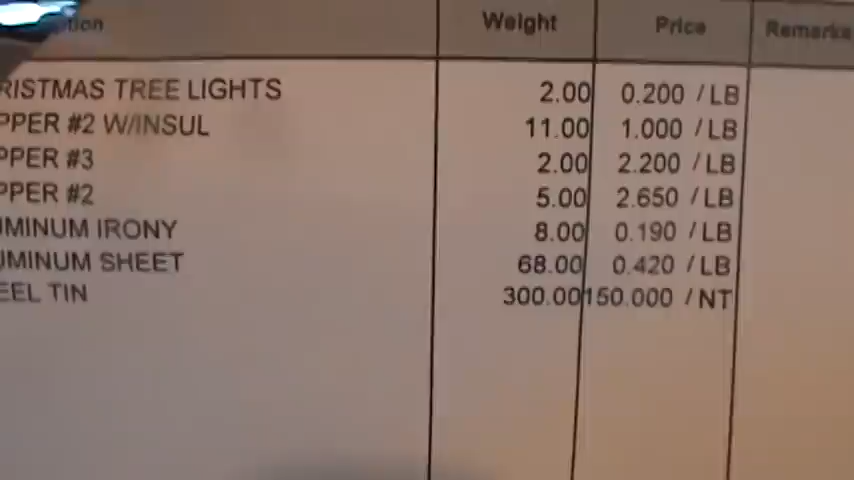 ption Weight Price Remarks
RISTMAS TREE LIGHTS 2.00 0.200 /LB
PPER #2 W/INSUL 11.00 1.000 /LB
PPER #3 2.00 2.200 /LB
PPER #2 5.00 2.650 /LB
UMINUM IRONY 8.00 0.190 /LB
UMINUM SHEET 68.00 0.420 /LB
EEL TIN 300.00 150.000 /NT